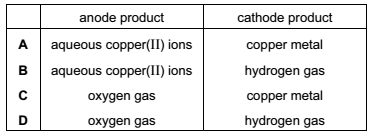 anode product cathode product
A aqueous copper(II) ions copper metal
B aqueous copper(II) ions hydrogen gas
C oxygen gas copper metal
D oxygen gas hydrogen gas